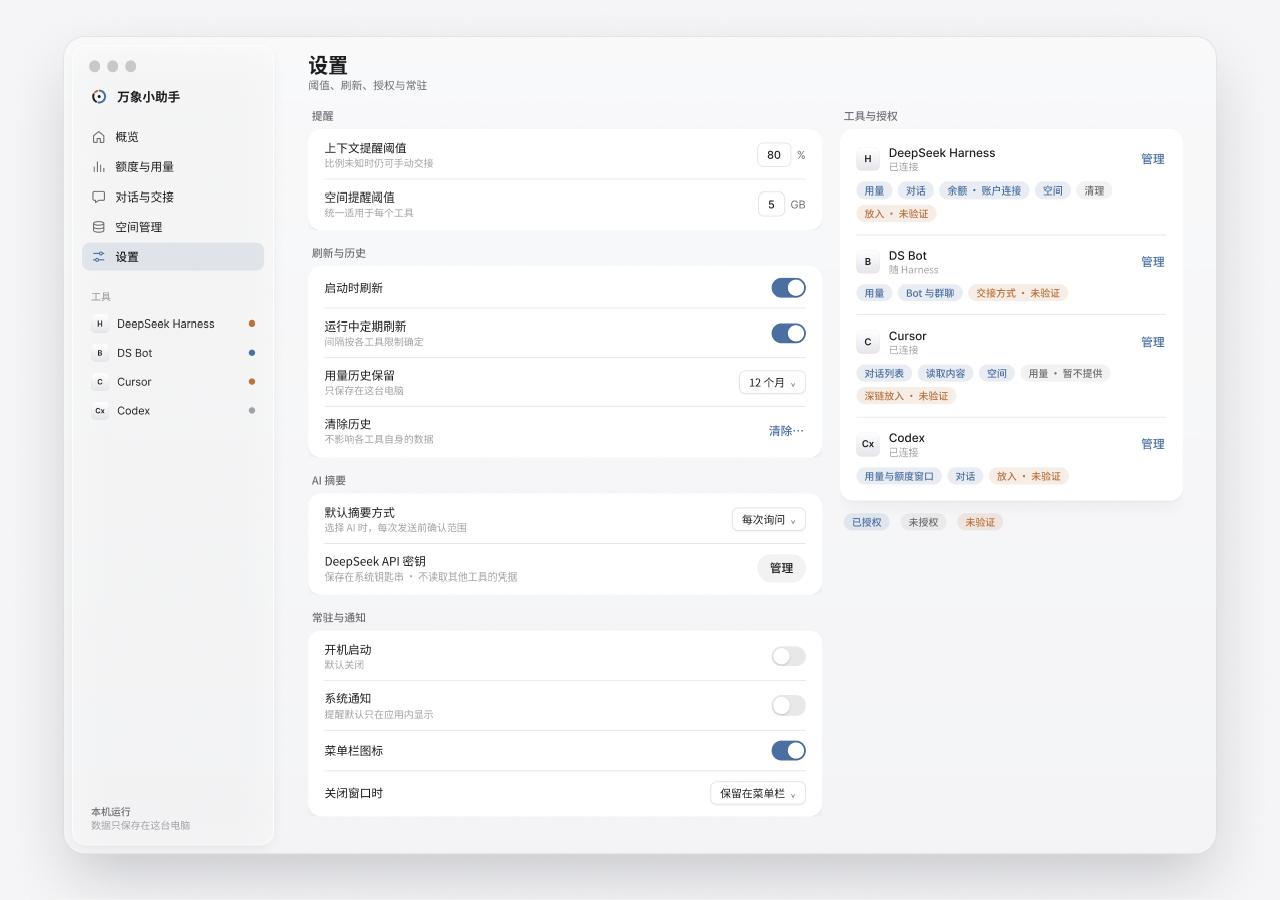 万象小助手
概览
额度与用量
对话与交接
空间管理
设置
工具
H DeepSeek Harness
B DS Bot
C Cursor
Cx Codex
本机运行
数据只保存在这台电脑
设置
阈值、刷新、授权与常驻
提醒
上下文提醒阈值
比例未知时仍可手动交接
80 %
空间提醒阈值
统一适用于每个工具
5 GB
刷新与历史
启动时刷新
运行中定期刷新
间隔按各工具限制确定
用量历史保留
只保存在这台电脑
12 个月
清除历史
不影响各工具自身的数据
清除…
AI 摘要
默认摘要方式
选择 AI 时，每次发送前确认范围
每次询问
DeepSeek API 密钥
保存在系统钥匙串 · 不读取其他工具的凭据
管理
常驻与通知
开机启动
默认关闭
系统通知
提醒默认只在应用内显示
菜单栏图标
关闭窗口时
保留在菜单栏
工具与授权
H DeepSeek Harness
已连接
管理
用量 对话 余额 · 账户连接 空间 清理
放入 · 未验证
B DS Bot
随 Harness
管理
用量 Bot 与群聊 交接方式 · 未验证
C Cursor
已连接
管理
对话列表 读取内容 空间 用量 · 暂不提供
深链放入 · 未验证
Cx Codex
已连接
管理
用量与额度窗口 对话 放入 · 未验证
已授权 未授权 未验证